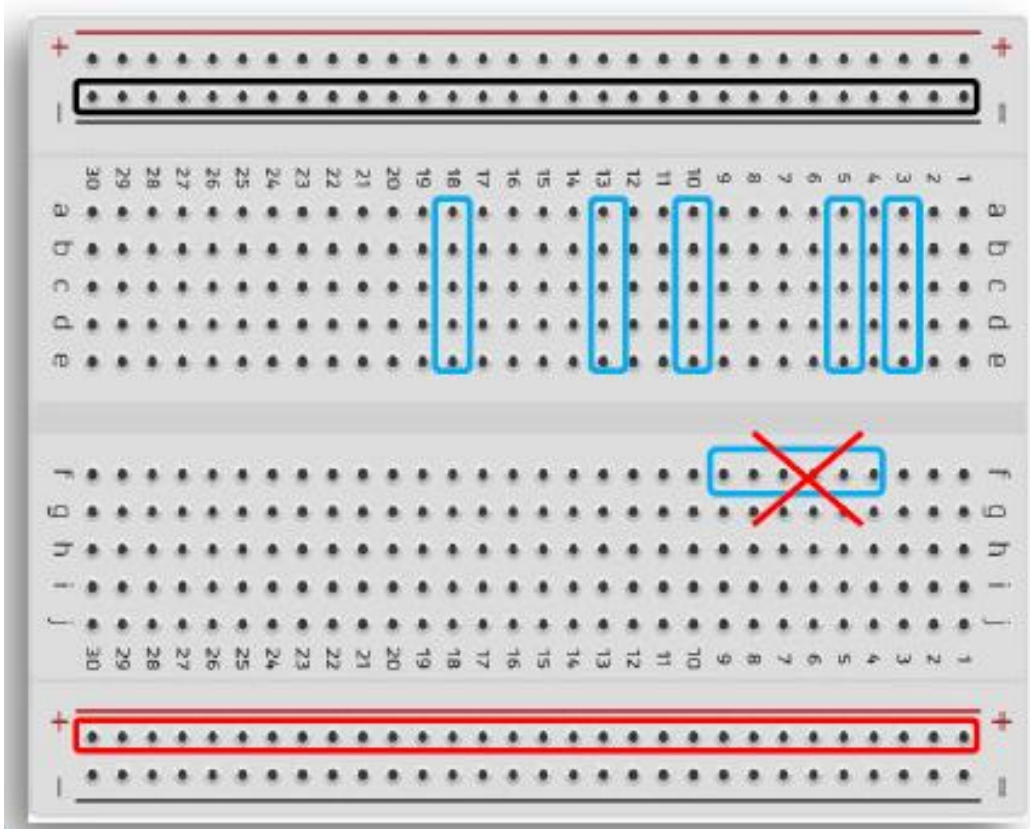 + +
- -
30 29 28 27 26 25 24 23 22 21 20 19 18 17 16 15 14 13 12 11 10 9 8 7 6 5 4 3 2 1
a a
b b
c c
d d
e e
f f
g g
h h
i i
j j
30 29 28 27 26 25 24 23 22 21 20 19 18 17 16 15 14 13 12 11 10 9 8 7 6 5 4 3 2 1
+ +
- -